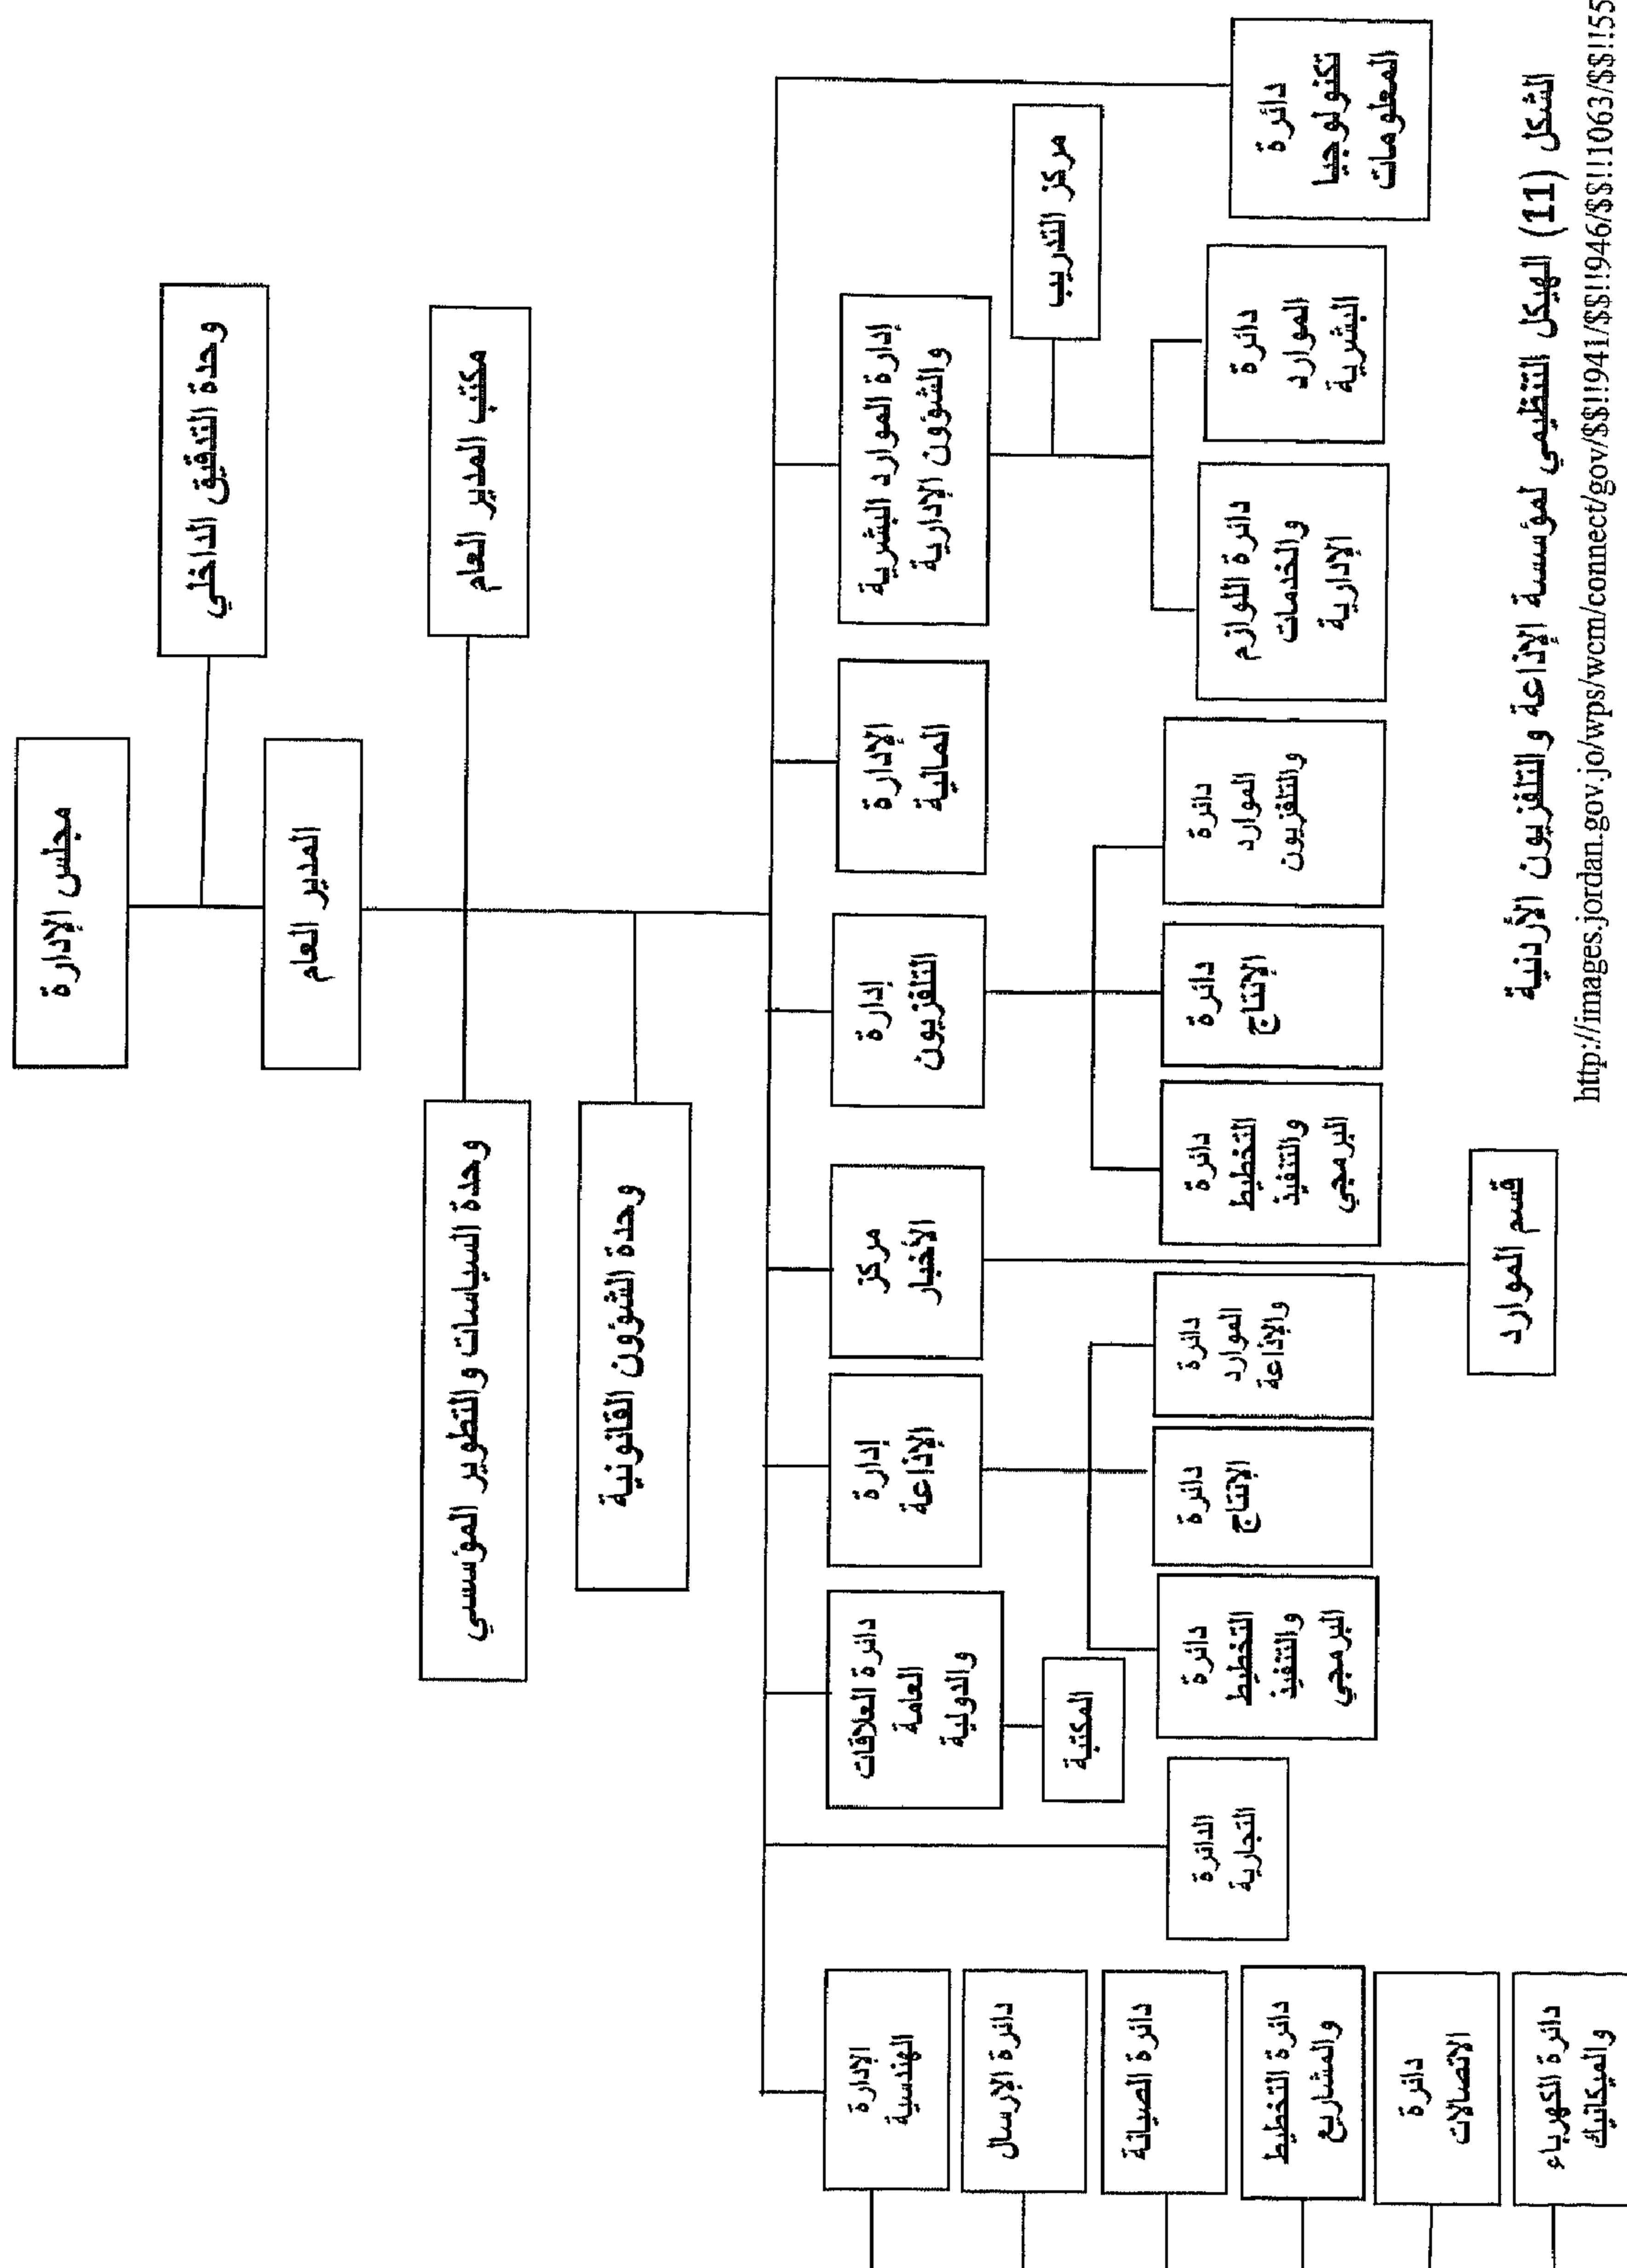 مجلس الإدارة
وحدة التدقيق الداخلي
المدير العام
مكتب المدير العام
وحدة السياسات والتطوير المؤسسي
وحدة الشؤون القانونية
إدارة الموارد البشرية
والشؤون الإدارية
الإدارة
المالية
إدارة
التلفزيون
مركز
الأخبار
إدارة
الإذاعة
دائرة العلاقات
العامة
والدولية
الإدارة
الهندسية
مركز التدريب
المكتبة
دائرة
تكنولوجيا
المعلومات
دائرة
الموارد
البشرية
دائرة اللوازم
والخدمات
الإدارية
دائرة
الموارد
والتلفزيون
دائرة
الإنتاج
دائرة
التخطيط
والتنفيذ
البرمجي
دائرة
الموارد
والإذاعة
دائرة
الإنتاج
دائرة
التخطيط
والتنفيذ
البرمجي
الدائرة
التجارية
دائرة الإرسال
دائرة الصيانة
دائرة التخطيط
والمشاريع
دائرة
الاتصالات
دائرة الكهرباء
والميكانيك
قسم الموارد
الشكل (11) الهيكل التنظيمي لمؤسسة الإذاعة والتلفزيون الأردنية
http://images.jordan.gov.jo/wps/wcm/connect/gov/$$!!941/$$!!946/$$!!1063/$$!!55